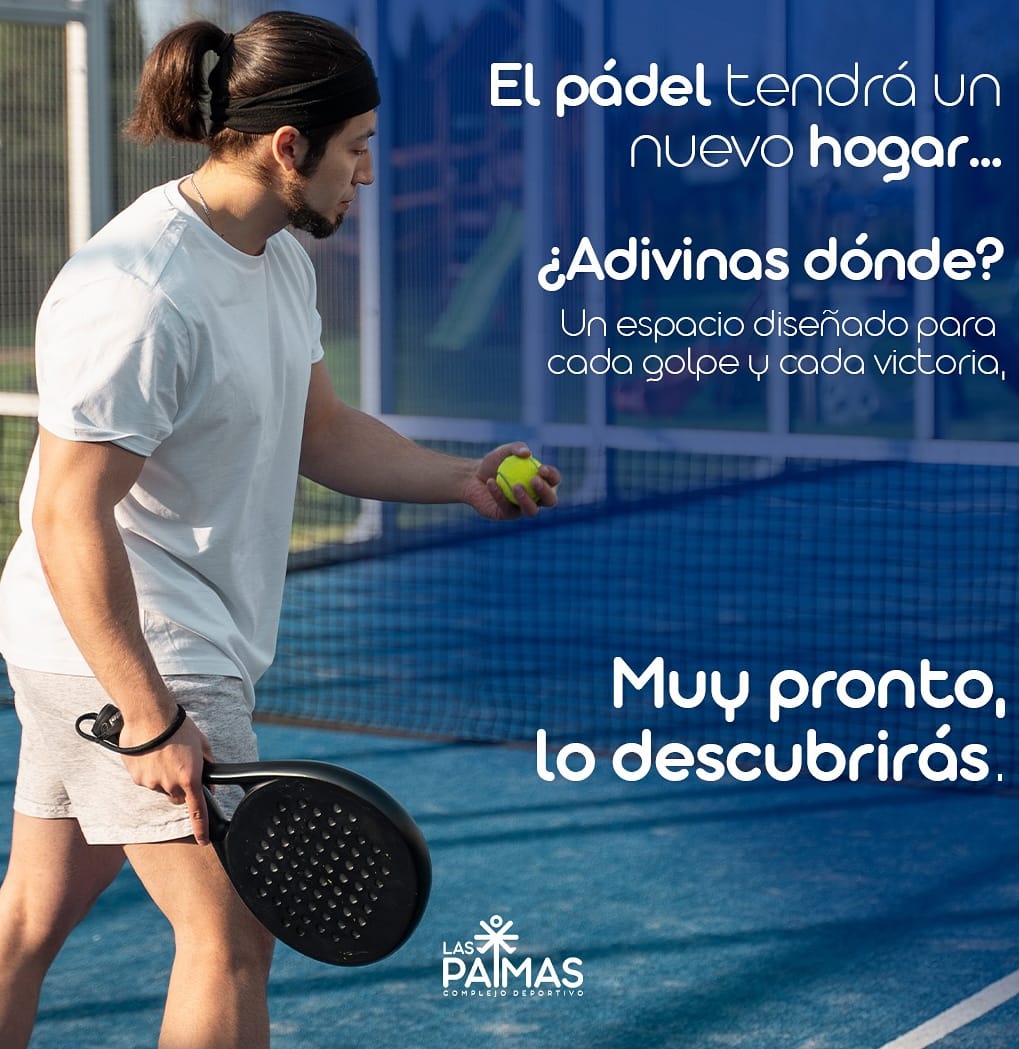 El pádel tendrá un
nuevo hogar...
¿Adivinas dónde?
Un espacio diseñado para
cada golpe y cada victoria,
Muy pronto,
lo descubrirás.
LAS
PALMAS
COMPLEJO DEPORTIVO